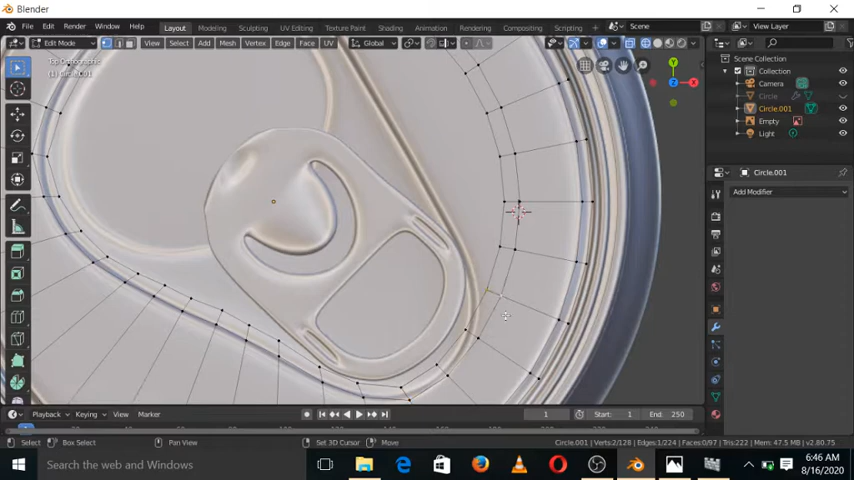 Blender
File Edit Render Window Help Layout Modeling Sculpting UV Editing Texture Paint Shading Animation Rendering Compositing Scripting Scene View Layer
Edit Mode View Select Add Mesh Vertex Edge Face UV Global
Top Orthographic
(1) Circle.001
Y
X
Z
Scene Collection
Collection
Camera
Circle
Circle.001
Empty
Light
Circle.001
Add Modifier
Playback Keying View Marker 1 Start: 1 End: 250
Select Box Select Pan View Set 3D Cursor Move Circle.001 | Verts:2/128 | Edges:1/224 | Faces:0/97 | Tris:222 | Mem: 47.5 MB | v2.80.75
Search the web and Windows
6:46 AM
8/16/2020